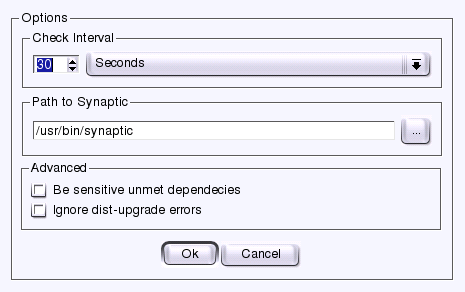 Options
Check Interval
30 Seconds
Path to Synaptic
/usr/bin/synaptic ...
Advanced
Be sensitive unmet dependecies
Ignore dist-upgrade errors
Ok Cancel